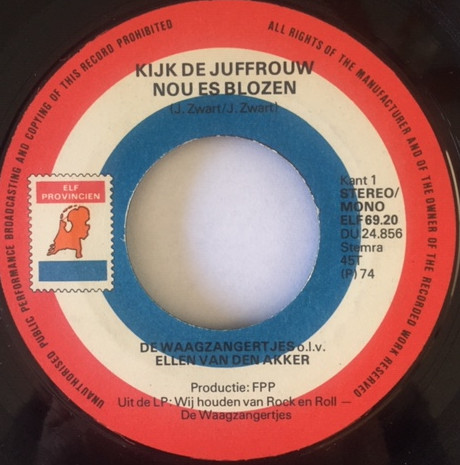 UNAUTHORISED PUBLIC PERFORMANCE BROADCASTING AND COPYING OF THIS RECORD PROHIBITED
ALL RIGHTS OF THE MANUFACTURER AND OF THE OWNER OF THE RECORDED WORK RESERVED
KIJK DE JUFFROUW
NOU ES BLOZEN
(J. Zwart/J. Zwart)
ELF
PROVINCIEN
Kant 1
STEREO/
MONO
ELF 69.20
DU 24.856
Stemra
45T
(P) 74
DE WAAGZANGERTJES o.l.v.
ELLEN VAN DEN AKKER
Productie: FPP
Uit de LP: Wij houden van Rock en Roll —
De Waagzangertjes